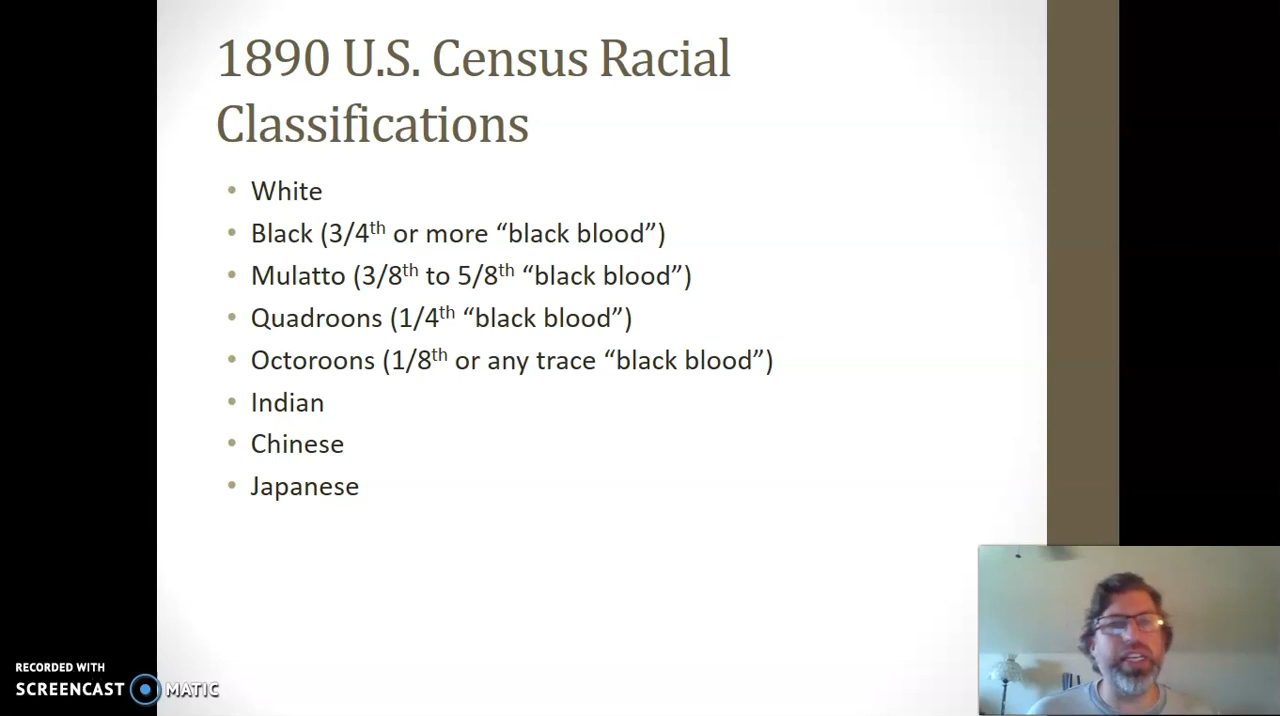 1890 U.S. Census Racial
Classifications
• White
• Black (3/4th or more “black blood”)
• Mulatto (3/8th to 5/8th “black blood”)
• Quadroons (1/4th “black blood”)
• Octoroons (1/8th or any trace “black blood”)
• Indian
• Chinese
• Japanese
RECORDED WITH
SCREENCAST MATIC